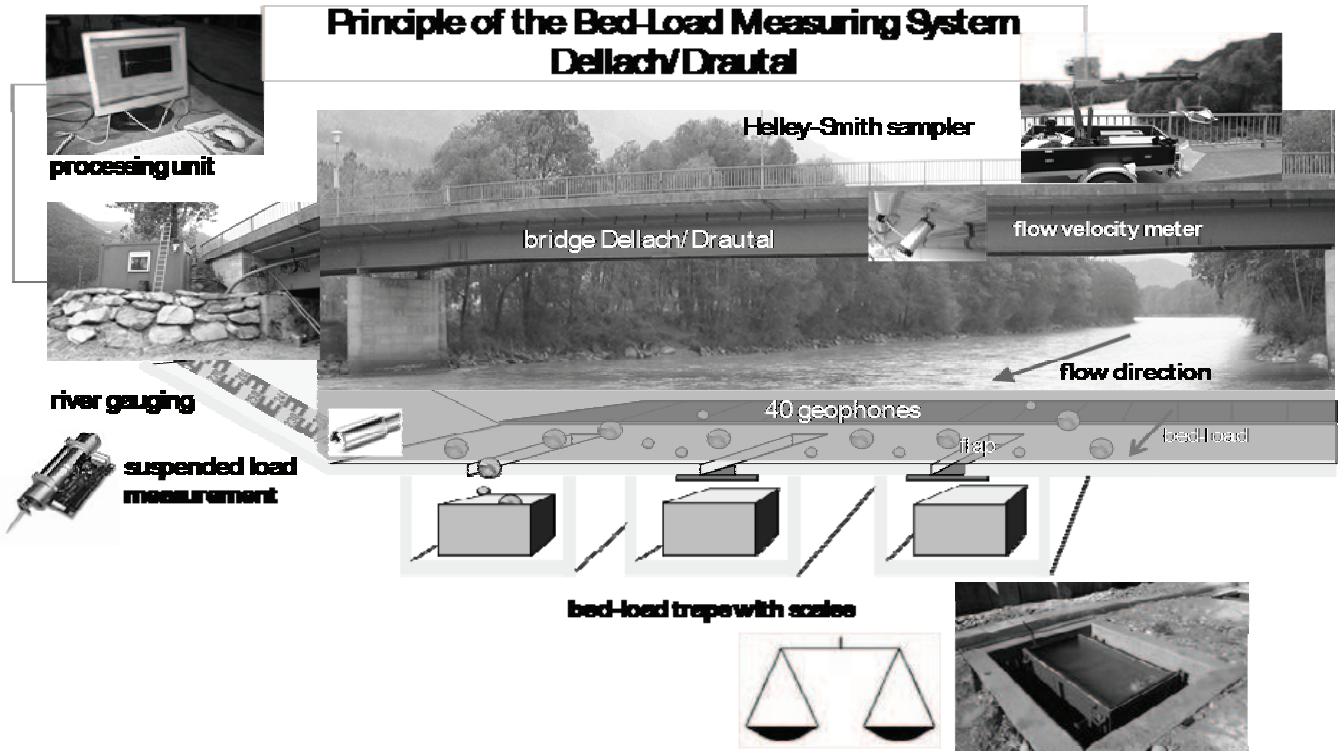 Principle of the Bed-Load Measuring System
Dellach/Drautal
processing unit
Helley-Smith sampler
bridge Dellach/Drautal
flow velocity meter
flow direction
river gauging
40 geophones
flap
bed-load
suspended load
measurement
bed-load traps with scales